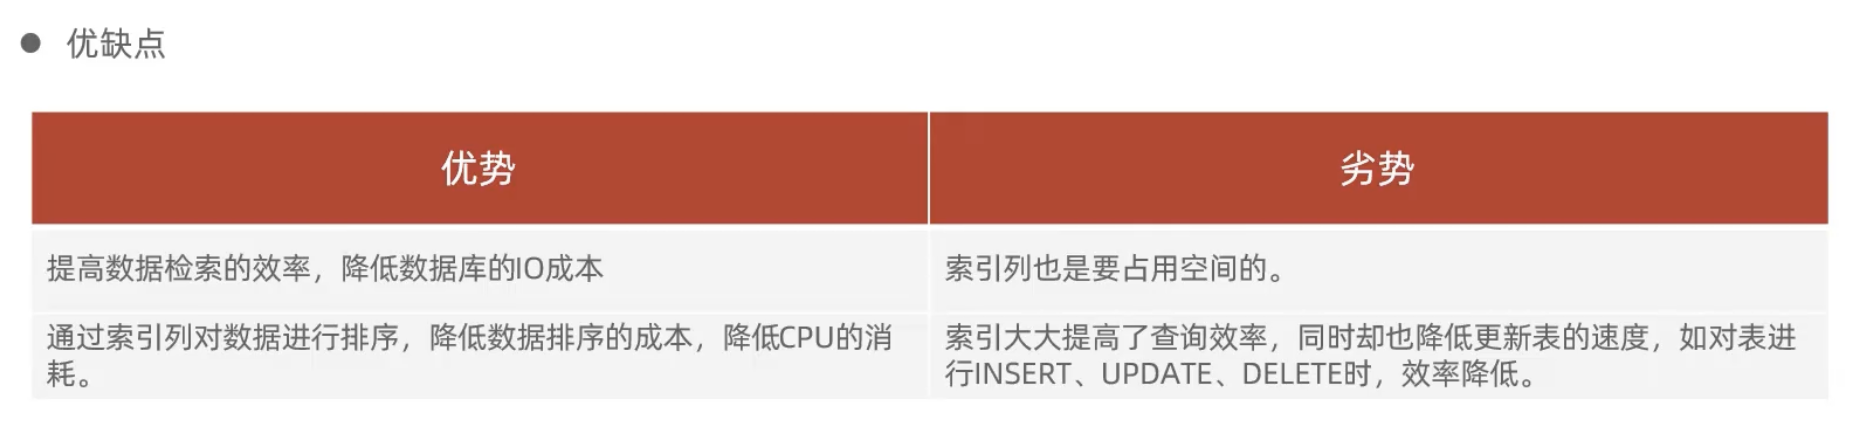 优缺点
优势
劣势
提高数据检索的效率，降低数据库的IO成本
索引列也是要占用空间的。
通过索引列对数据进行排序，降低数据排序的成本，降低CPU的消
耗。
索引大大提高了查询效率，同时却也降低更新表的速度，如对表进
行INSERT、UPDATE、DELETE时，效率降低。